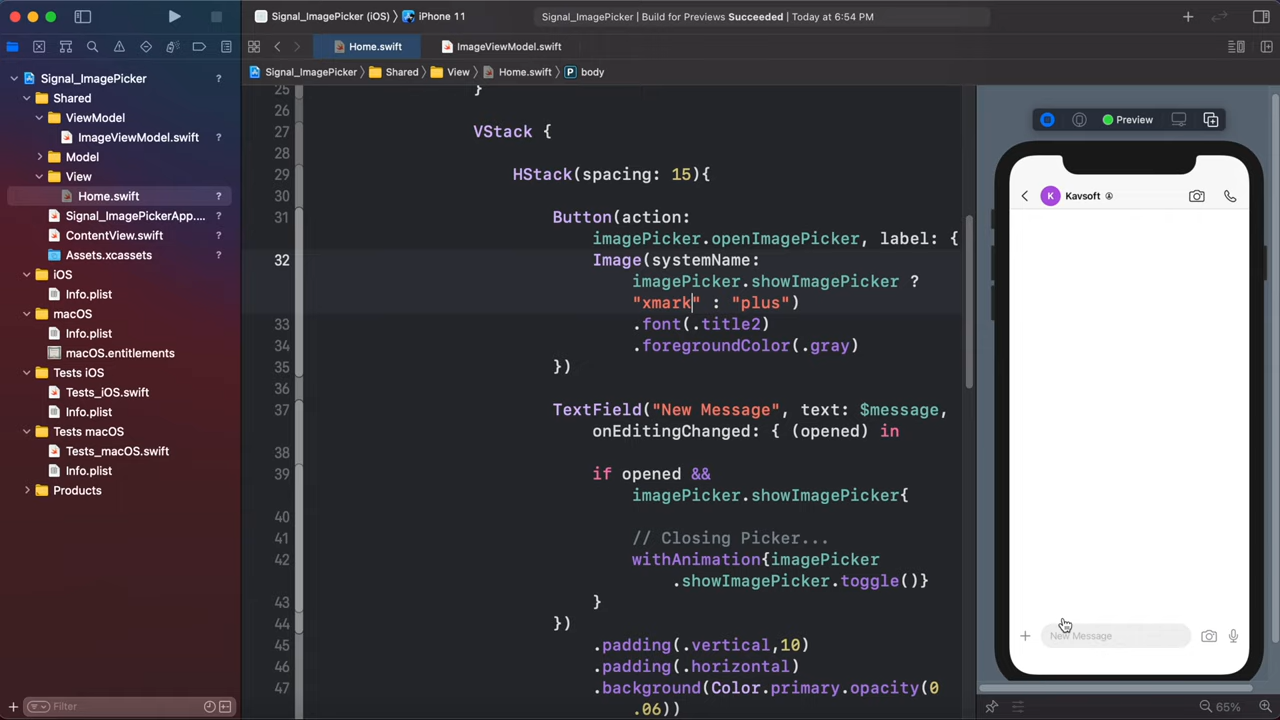 Signal_ImagePicker (iOS) 〉 iPhone 11
Signal_ImagePicker | Build for Previews Succeeded | Today at 6:54 PM
Home.swift
ImageViewModel.swift
Signal_ImagePicker 〉 Shared 〉 View 〉 Home.swift 〉 P body
Signal_ImagePicker ?
Shared
ViewModel
ImageViewModel.swift ?
Model
View
Home.swift ?
Signal_ImagePickerApp.... ?
ContentView.swift ?
Assets.xcassets ?
iOS
Info.plist
macOS
Info.plist
macOS.entitlements
Tests iOS
Tests_iOS.swift
Info.plist
Tests macOS
Tests_macOS.swift
Info.plist
Products
Filter
25 }
26
27 VStack {
28
29 HStack(spacing: 15){
30
31 Button(action:
imagePicker.openImagePicker, label: {
32 Image(systemName:
imagePicker.showImagePicker ?
"xmark" : "plus")
33 .font(.title2)
34 .foregroundColor(.gray)
35 })
36
37 TextField("New Message", text: $message,
onEditingChanged: { (opened) in
38
39 if opened &&
imagePicker.showImagePicker{
40
41 // Closing Picker...
42 withAnimation{imagePicker
.showImagePicker.toggle()}
43 }
44 })
45 .padding(.vertical,10)
46 .padding(.horizontal)
47 .background(Color.primary.opacity(0
.06))
Preview
K Kavsoft
New Message
65%